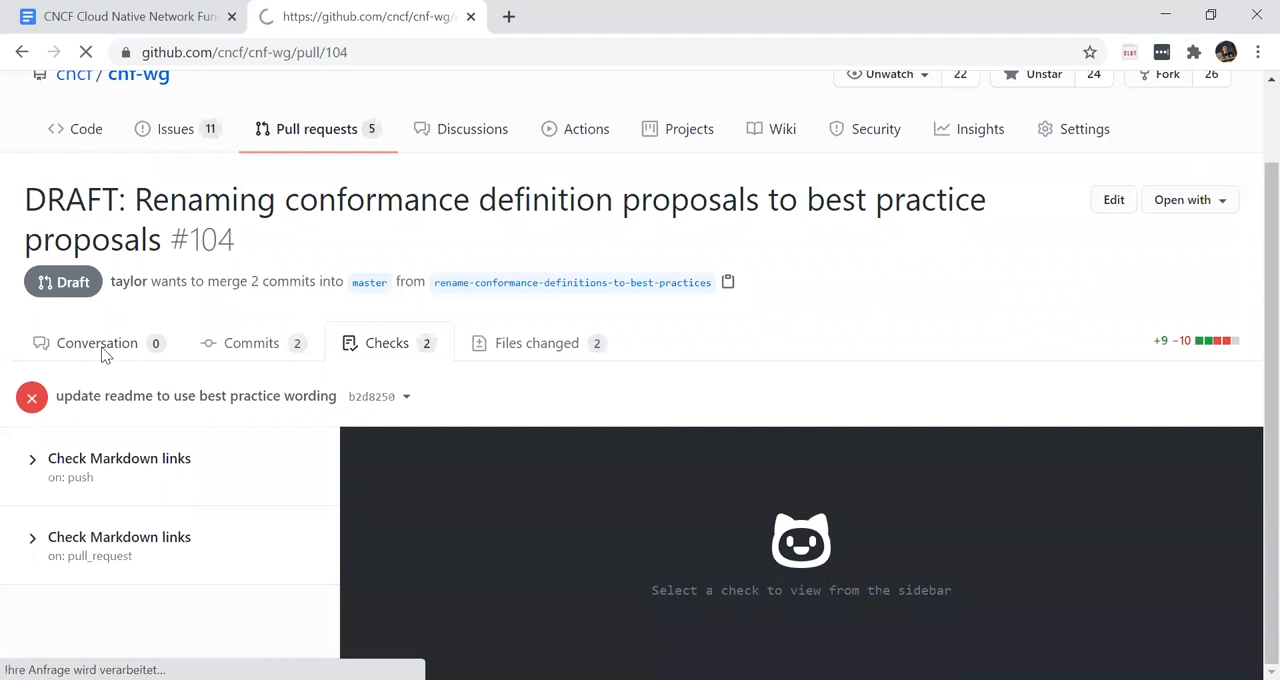 CNCF Cloud Native Network Fun
https://github.com/cncf/cnf-wg/
github.com/cncf/cnf-wg/pull/104
cncf / cnf-wg
Unwatch 22
Unstar 24
Fork 26
Code
Issues 11
Pull requests 5
Discussions
Actions
Projects
Wiki
Security
Insights
Settings
DRAFT: Renaming conformance definition proposals to best practice
proposals #104
Edit
Open with
Draft
taylor wants to merge 2 commits into master from rename-conformance-definitions-to-best-practices
Conversation 0
Commits 2
Checks 2
Files changed 2
+9 −10
update readme to use best practice wording b2d8250
Check Markdown links
on: push
Check Markdown links
on: pull_request
Select a check to view from the sidebar
Ihre Anfrage wird verarbeitet...